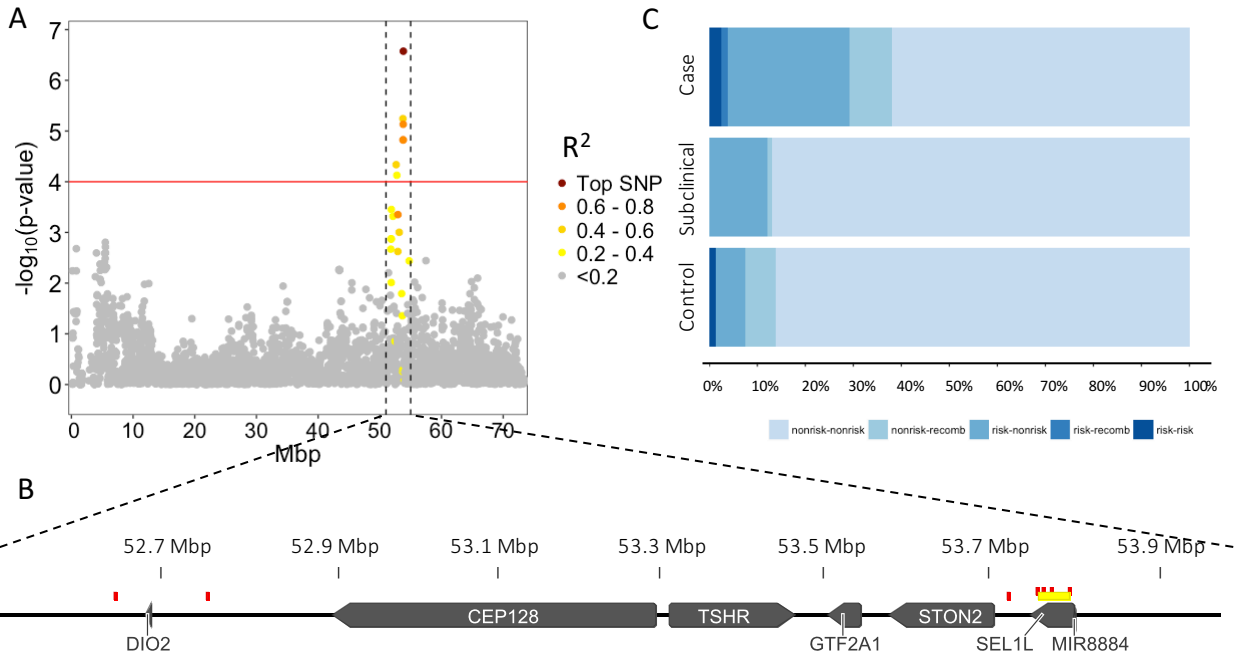 A
7
6
5
4
3
2
1
0
-log10(p-value)
0 10 20 30 40 50 60 70
Mbp
R2
Top SNP
0.6 - 0.8
0.4 - 0.6
0.2 - 0.4
<0.2
C
Case
Subclinical
Control
0% 10% 20% 30% 40% 50% 60% 70% 80% 90% 100%
nonrisk-nonrisk nonrisk-recomb risk-nonrisk risk-recomb risk-risk
B
52.7 Mbp 52.9 Mbp 53.1 Mbp 53.3 Mbp 53.5 Mbp 53.7 Mbp 53.9 Mbp
CEP128 TSHR STON2
DIO2 GTF2A1 SEL1L MIR8884